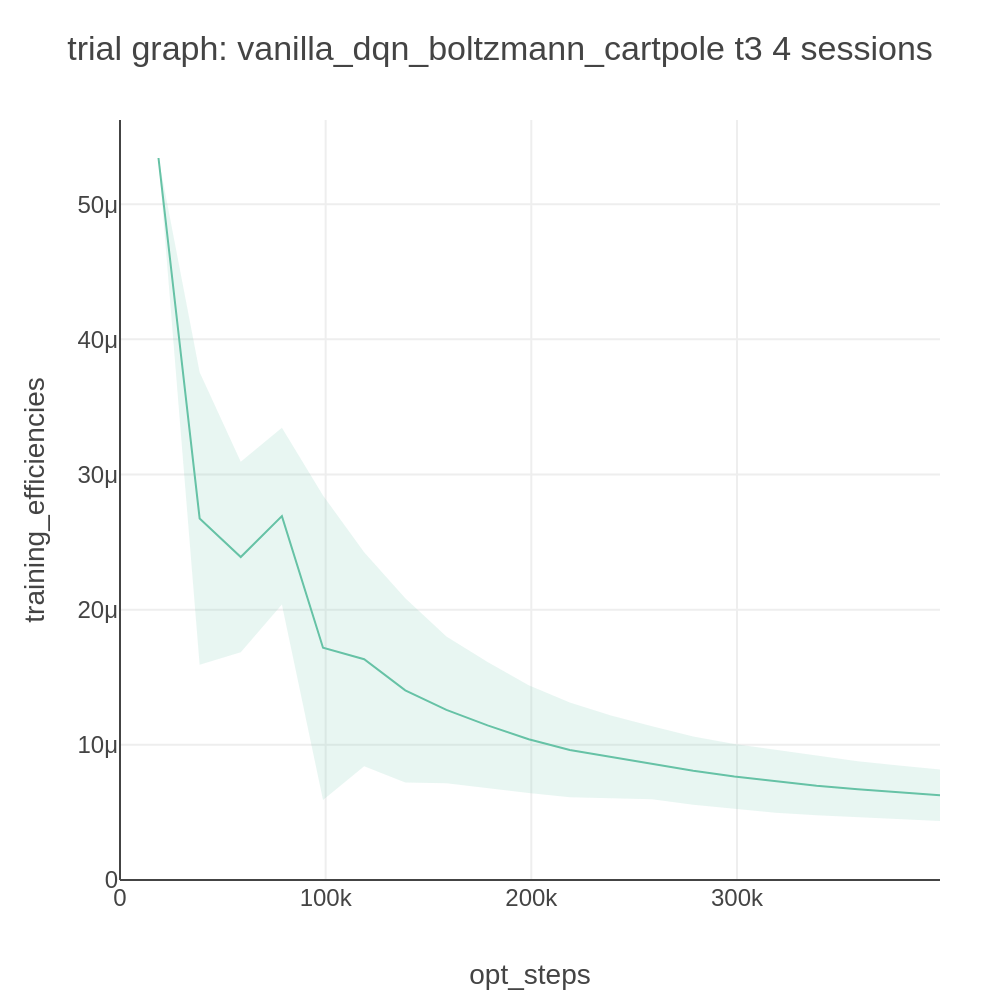 trial graph: vanilla_dqn_boltzmann_cartpole t3 4 sessions
50μ
40μ
30μ
20μ
10μ
0
training_efficiencies
0
100k
200k
300k
opt_steps